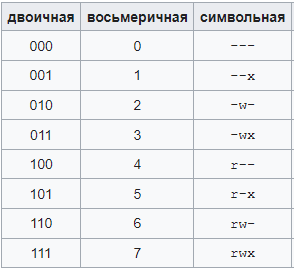 двоичная восьмеричная символьная
000 0 ---
001 1 --x
010 2 -w-
011 3 -wx
100 4 r--
101 5 r-x
110 6 rw-
111 7 rwx